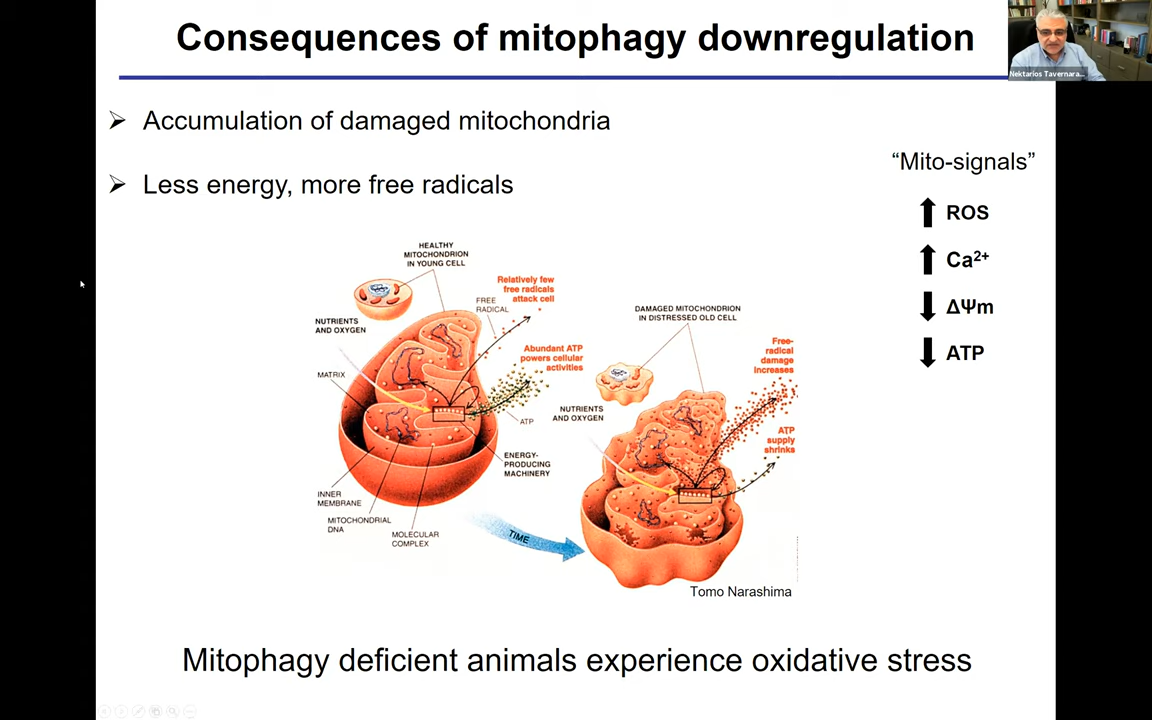 Consequences of mitophagy downregulation
Nektarios Tavernara...
➢ Accumulation of damaged mitochondria
➢ Less energy, more free radicals
“Mito-signals”
ROS
Ca²⁺
ΔΨm
ATP
HEALTHY
MITOCHONDRION
IN YOUNG CELL
Relatively few
free radicals
attack cell
FREE
RADICAL
NUTRIENTS
AND OXYGEN
Abundant ATP
powers cellular
activities
MATRIX
ATP
ENERGY-
PRODUCING
MACHINERY
INNER
MEMBRANE
MITOCHONDRIAL
DNA
MOLECULAR
COMPLEX
TIME
DAMAGED MITOCHONDRION
IN DISTRESSED OLD CELL
Free-
radical
damage
increases
NUTRIENTS
AND OXYGEN
ATP
supply
shrinks
Tomo Narashima
Mitophagy deficient animals experience oxidative stress